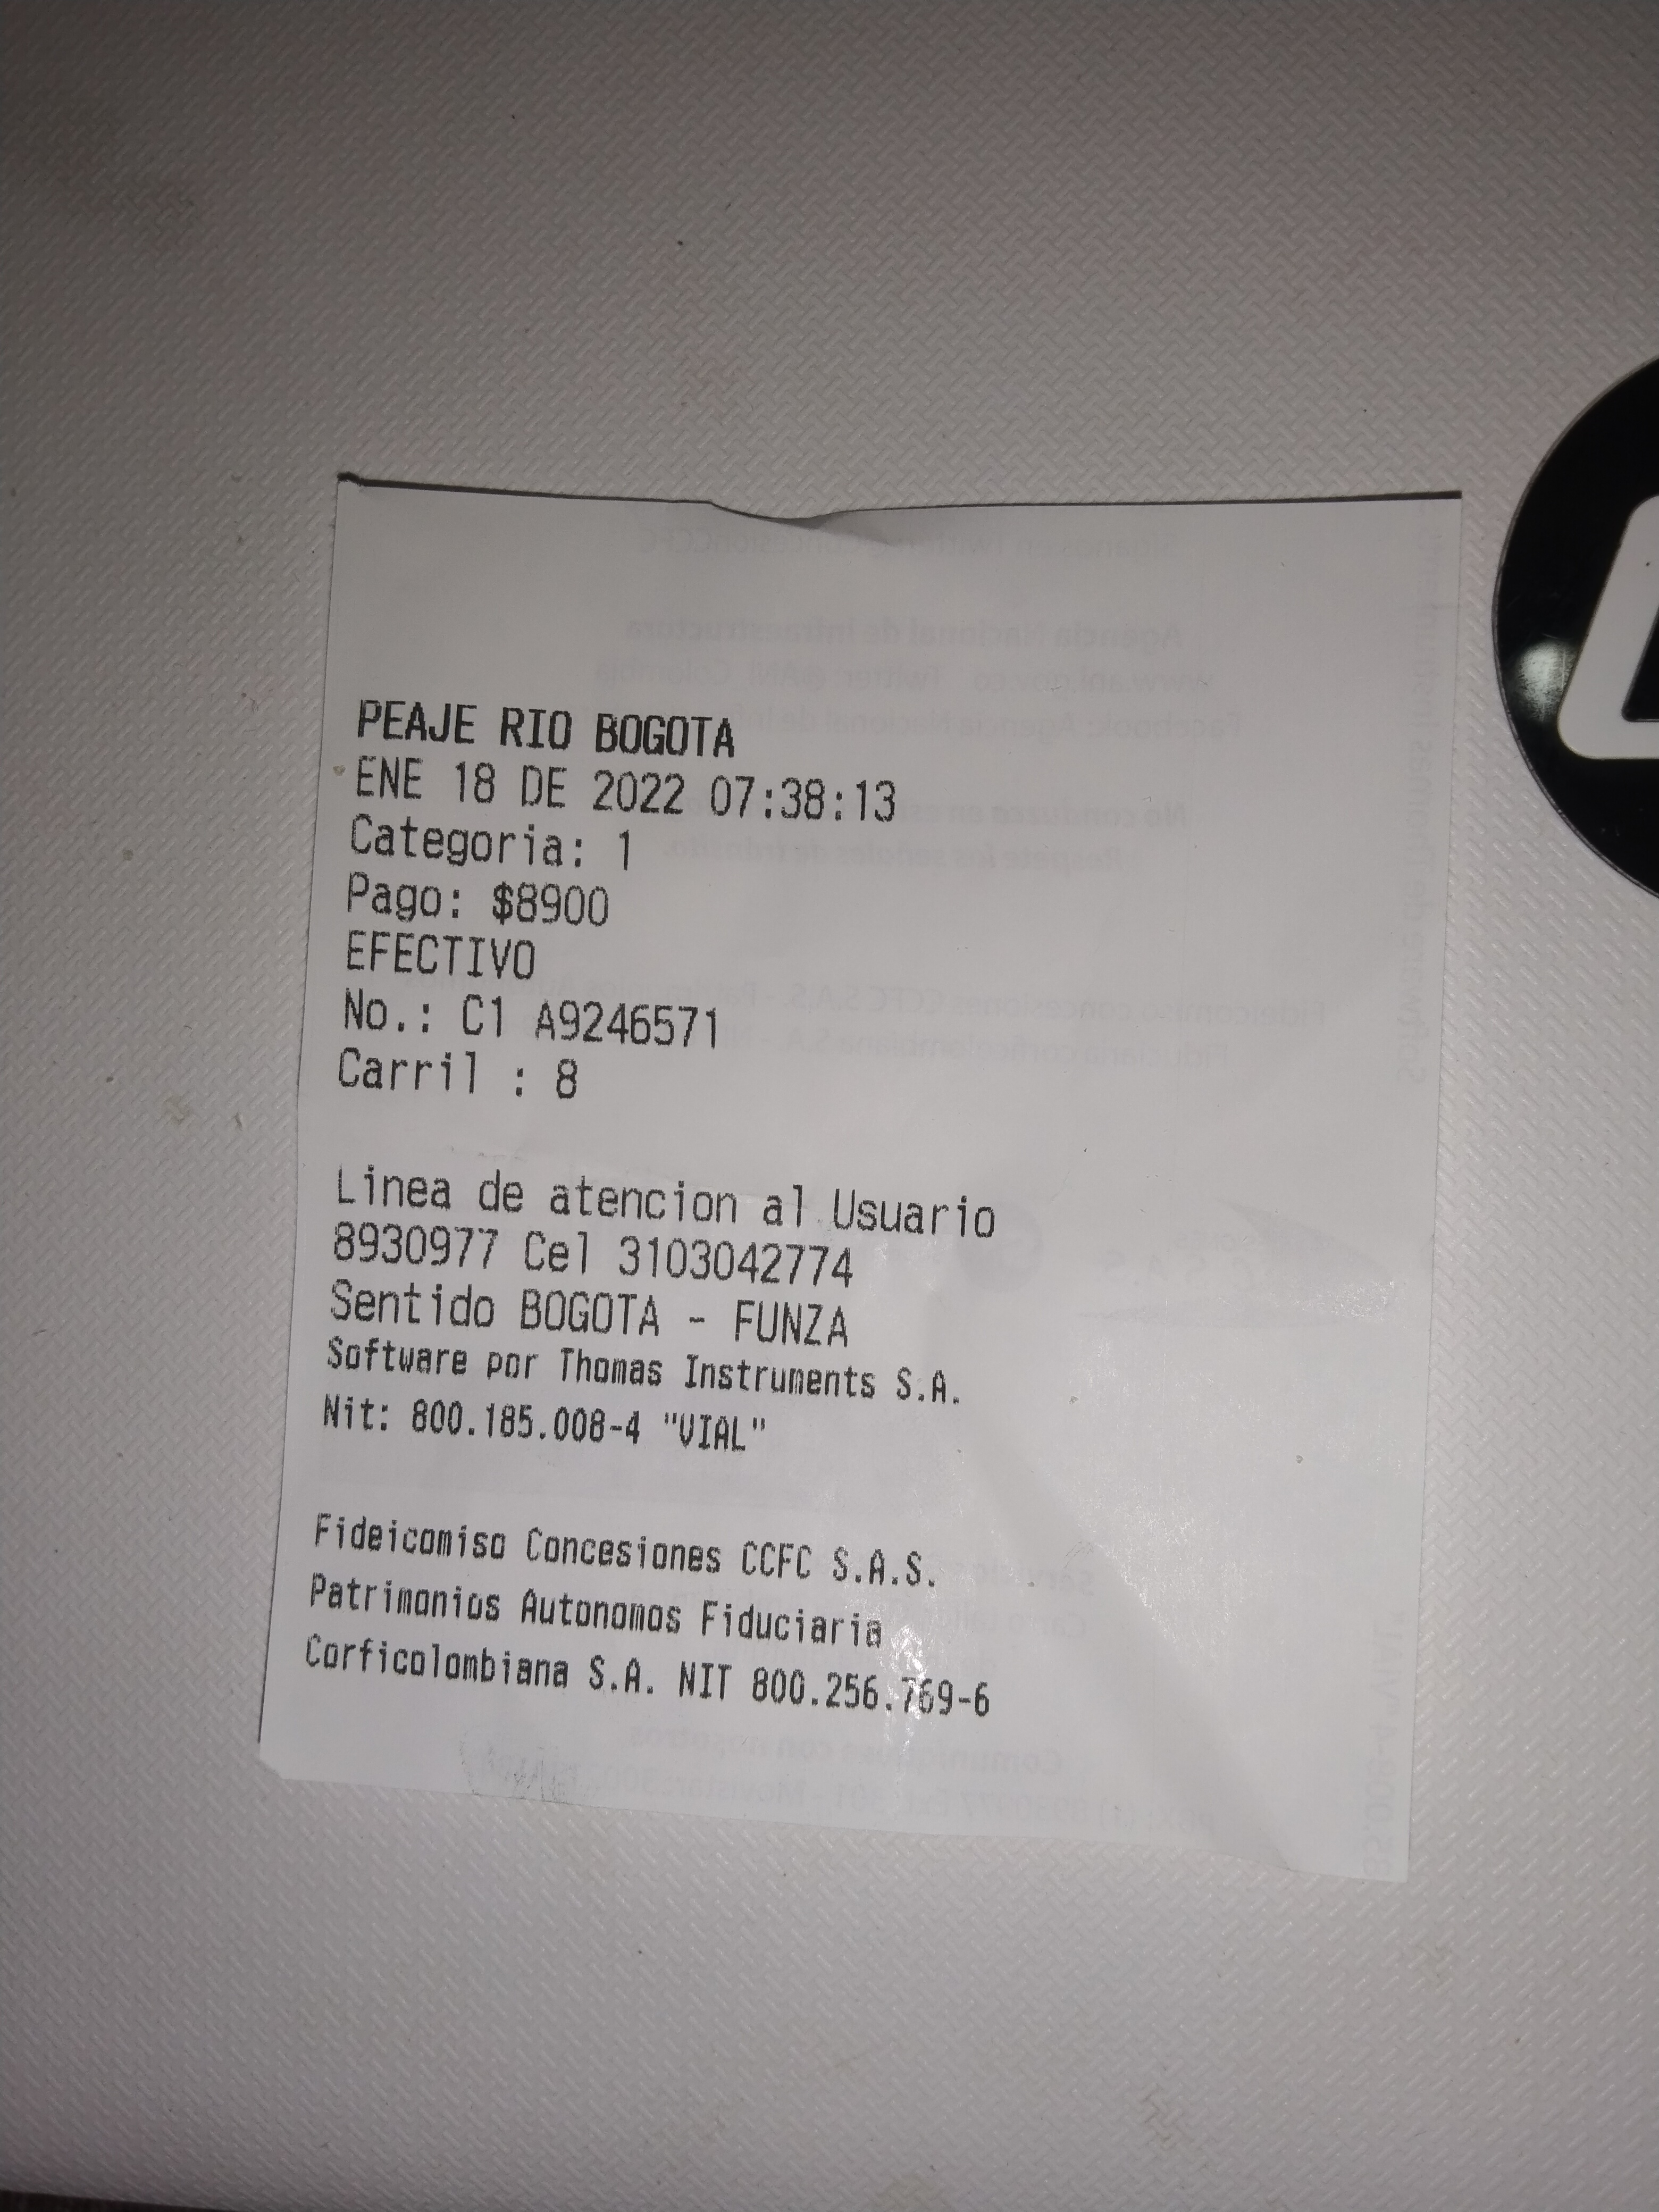 PEAJE RIO BOGOTA
ENE 18 DE 2022 07:38:13
Categoria: 1
Pago: $8900
EFECTIVO
No.: C1 A9246571
Carril : 8
Linea de atencion al Usuario
8930977 Cel 3103042774
Sentido BOGOTA - FUNZA
Software por Thomas Instruments S.A.
Nit: 800.185.008-4 "VIAL"
Fideicomiso Concesiones CCFC S.A.S.
Patrimonios Autonomos Fiduciaria
Corficolombiana S.A. NIT 800.256.769-6